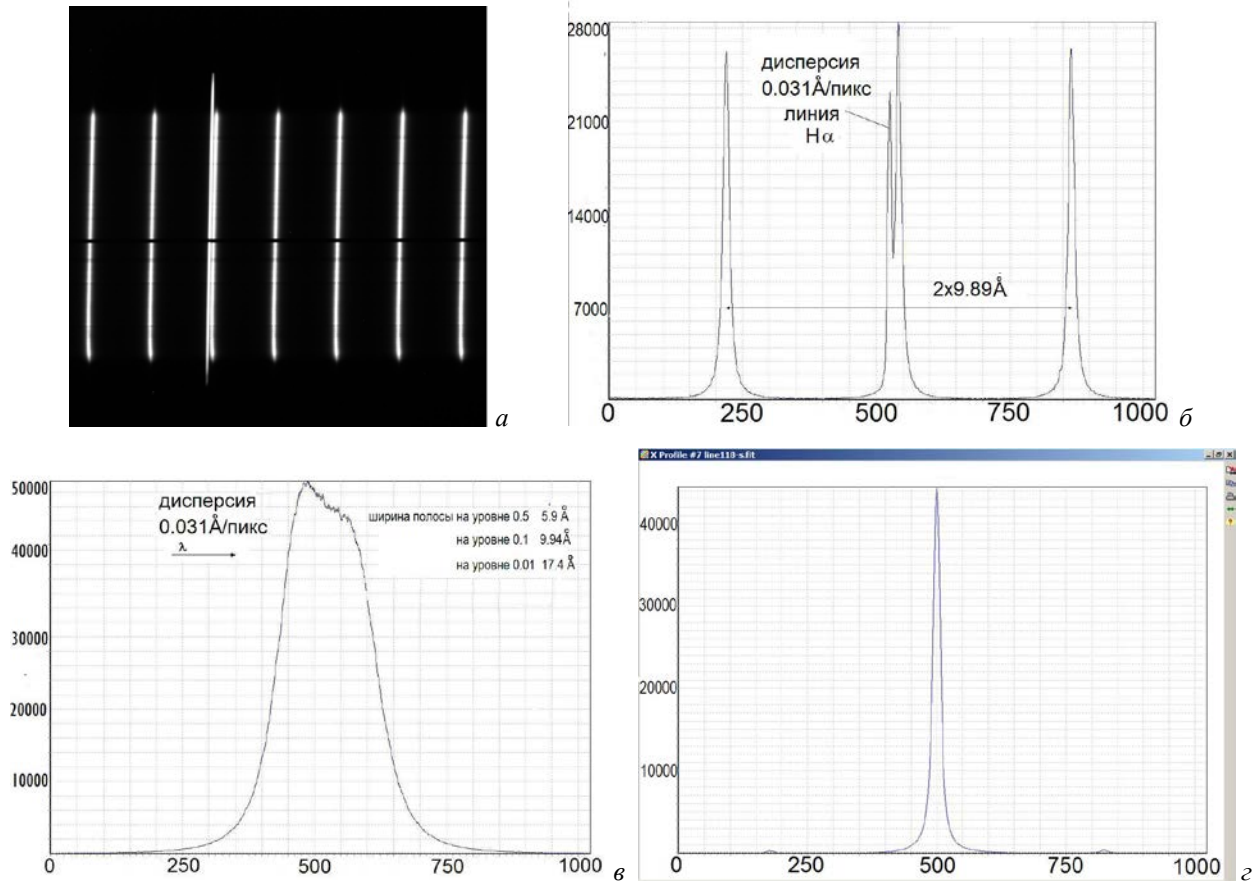 а
28000
21000
14000
7000
дисперсия
0.031Å/пикс
линия
Hα
2x9.89Å
0
250
500
750
1000
б
50000
40000
30000
20000
10000
дисперсия
0.031Å/пикс
λ
ширина полосы на уровне 0.5 5.9 Å
на уровне 0.1 9.94Å
на уровне 0.01 17.4 Å
0
250
500
750
1000
в
X Profile #7 line110-s.fit
40000
30000
20000
10000
0
250
500
750
1000
г